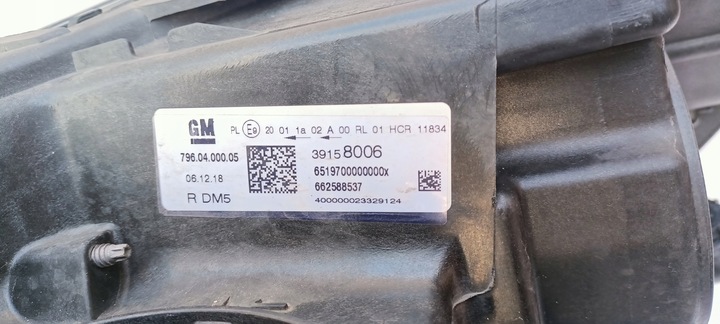 GM PL E9 20 01 1a 02 A 00 RL 01 HCR 11834
796.04.000.05 39158006
06.12.18 6519700000000x
R DM5 662588537
400000023329124